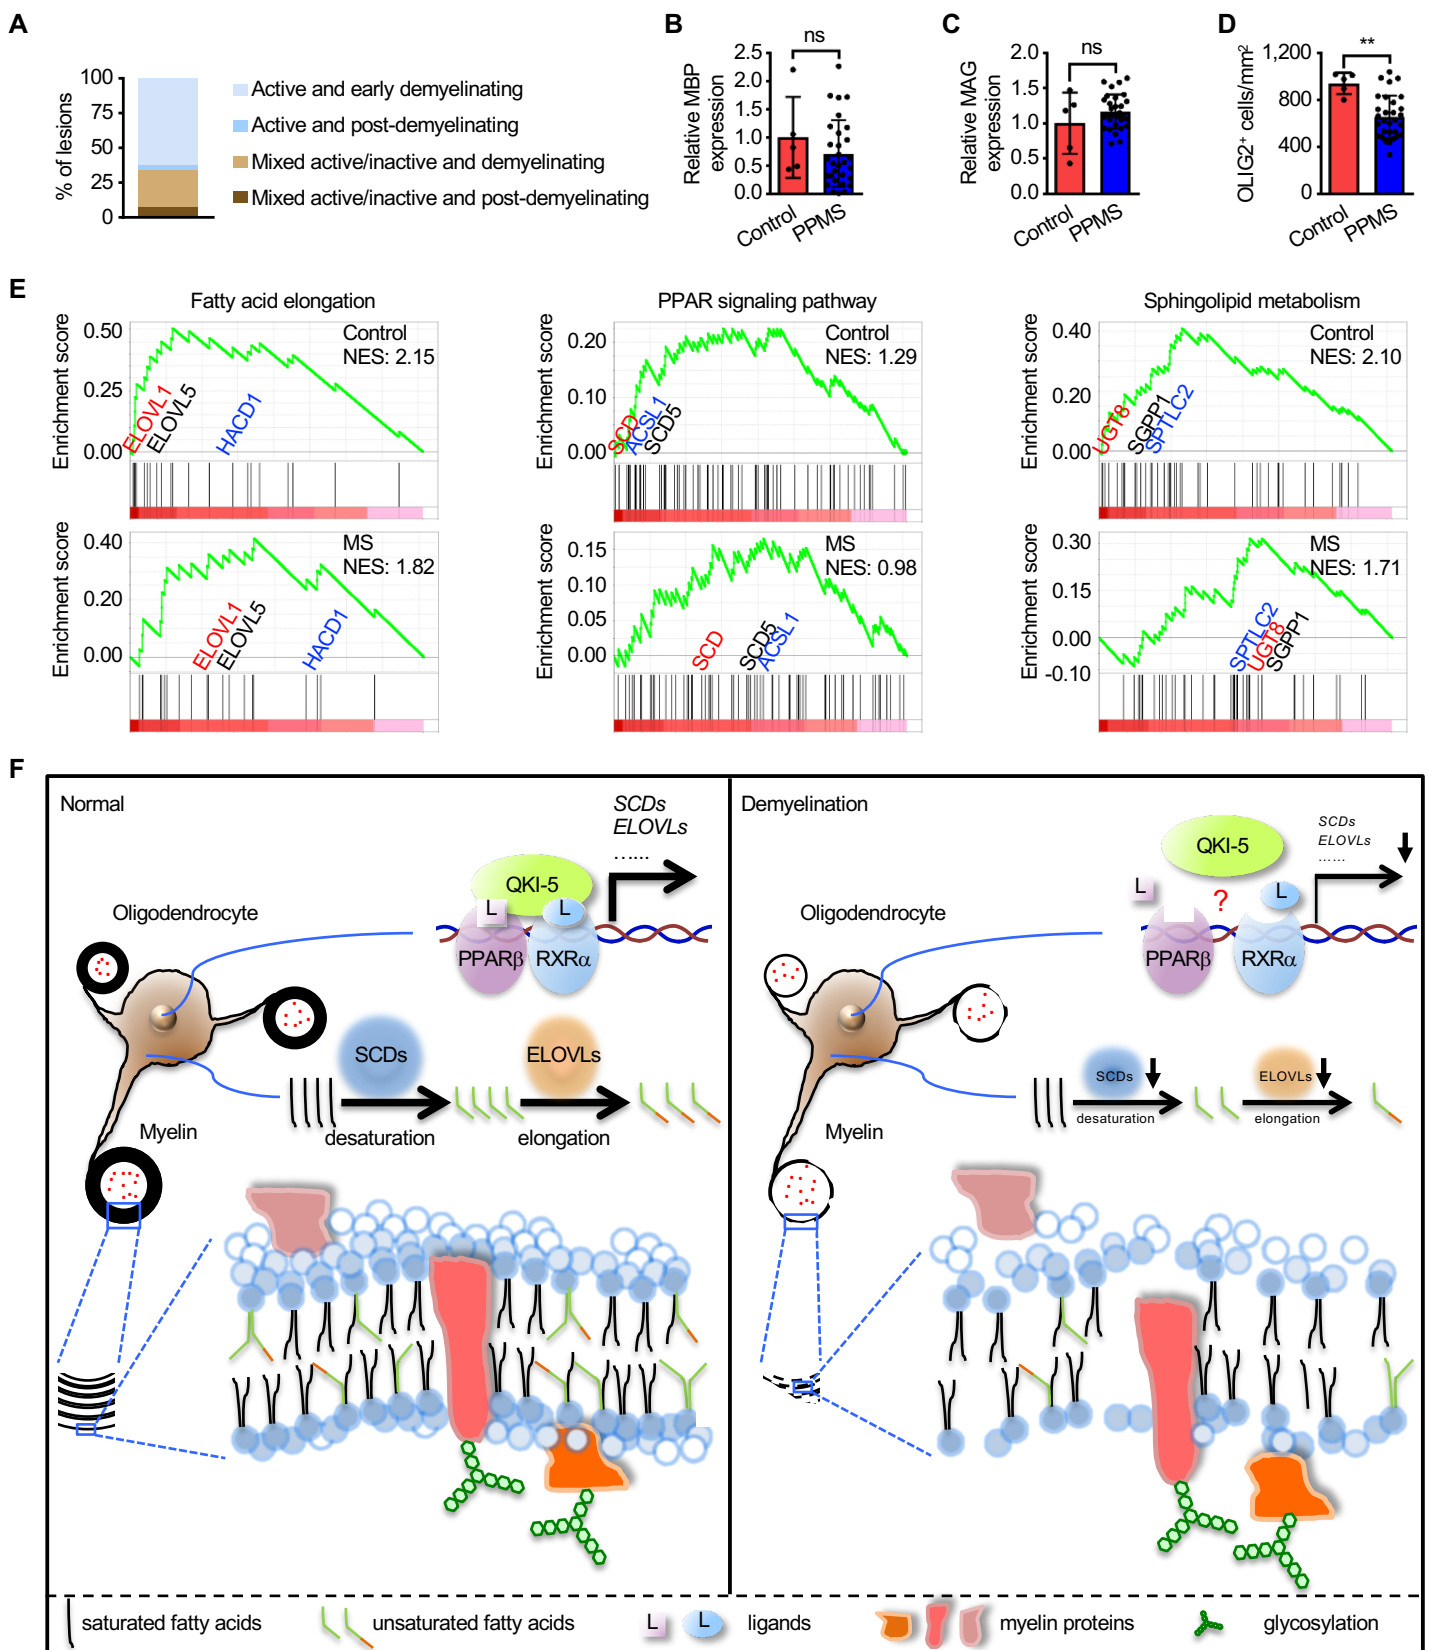 A
100
75
50
25
0
% of lesions
Active and early demyelinating
Active and post-demyelinating
Mixed active/inactive and demyelinating
Mixed active/inactive and post-demyelinating
B
ns
2.5
2.0
1.5
1.0
0.5
0.0
Relative MBP
expression
Control
PPMS
C
ns
2.0
1.5
1.0
0.5
0.0
Relative MAG
expression
Control
PPMS
D
**
1,200
800
400
0
OLIG2⁺ cells/mm²
Control
PPMS
E
Fatty acid elongation
Enrichment score
0.50
0.25
0.00
Control
NES: 2.15
ELOVL1
ELOVL5
HACD1
Enrichment score
0.40
0.20
0.00
MS
NES: 1.82
ELOVL1
ELOVL5
HACD1
PPAR signaling pathway
Enrichment score
0.20
0.10
0.00
Control
NES: 1.29
SCD
ACSL1
SCD5
Enrichment score
0.15
0.10
0.05
0.00
MS
NES: 0.98
SCD
SCD5
ACSL1
Sphingolipid metabolism
Enrichment score
0.40
0.20
0.00
Control
NES: 2.10
UGT8
SGPP1
SPTLC2
Enrichment score
0.30
0.15
0.00
-0.10
MS
NES: 1.71
SPTLC2
UGT8
SGPP1
F
Normal
SCDs
ELOVLs
…...
QKI-5
L
L
PPARβ
RXRα
Oligodendrocyte
SCDs
ELOVLs
desaturation
elongation
Myelin
Demyelination
SCDs
ELOVLs
……
QKI-5
L
?
L
PPARβ
RXRα
Oligodendrocyte
SCDs
ELOVLs
desaturation
elongation
Myelin
saturated fatty acids
unsaturated fatty acids
L
L
ligands
myelin proteins
glycosylation